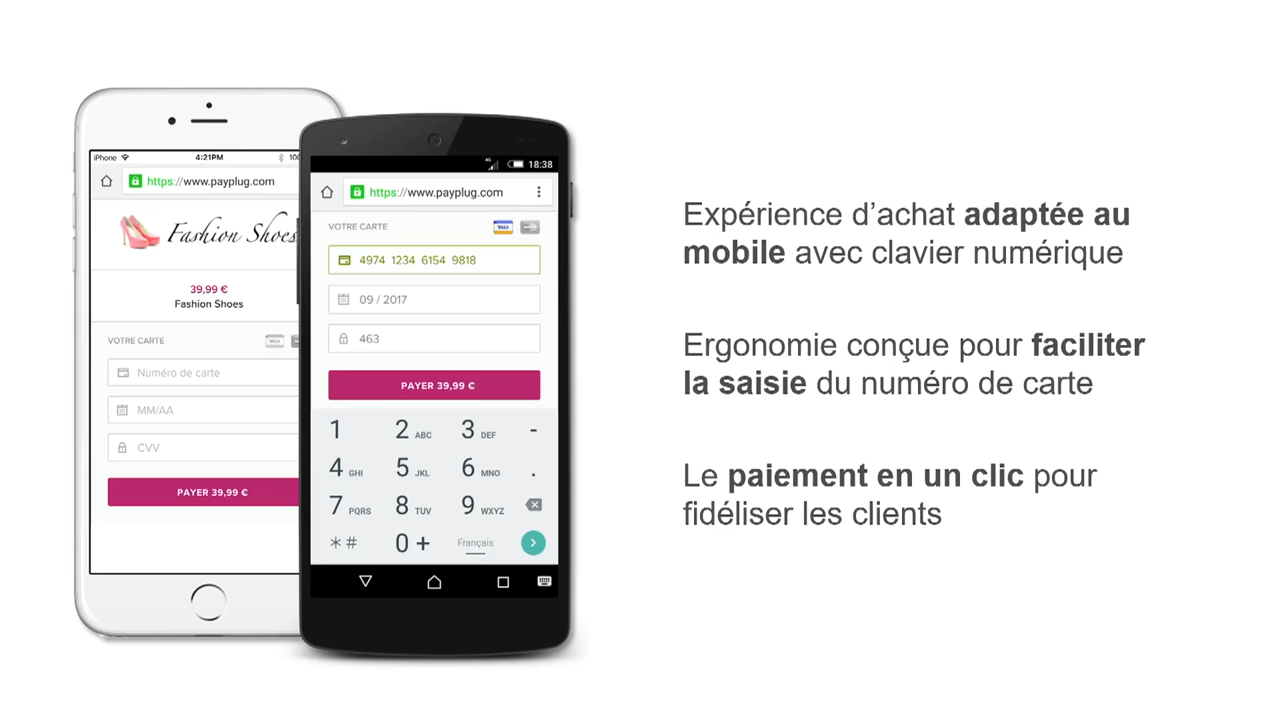 iPhone 4:21PM 100
https://www.payplug.com
Fashion Shoes
39,99 €
Fashion Shoes
VOTRE CARTE
VISA
Numéro de carte
MM/AA
CVV
PAYER 39,99 €
4G 18:38
https://www.payplug.com
VOTRE CARTE
VISA
4974 1234 6154 9818
09 / 2017
463
PAYER 39,99 €
1 2 ABC 3 DEF -
4 GHI 5 JKL 6 MNO .
7 PQRS 8 TUV 9 WXYZ
*# 0 + Français
Expérience d’achat adaptée au
mobile avec clavier numérique
Ergonomie conçue pour faciliter
la saisie du numéro de carte
Le paiement en un clic pour
fidéliser les clients